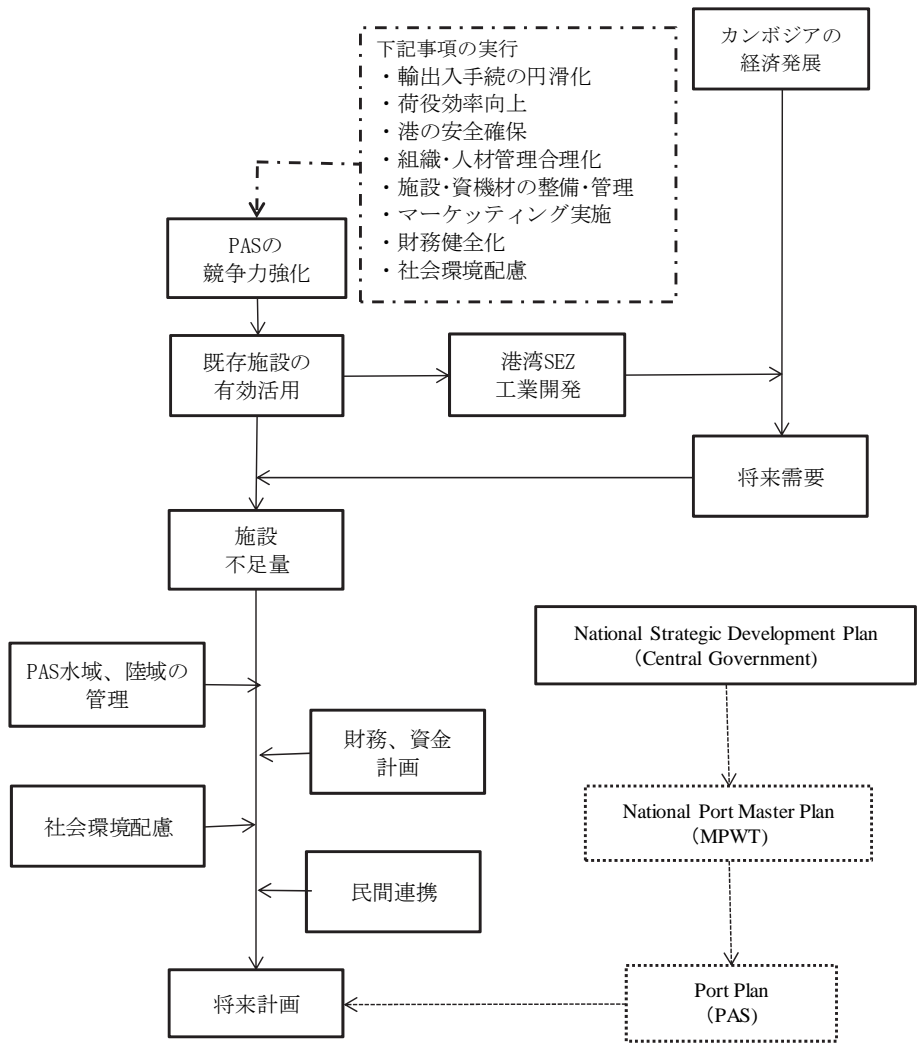 下記事項の実行
・輸出入手続の円滑化
・荷役効率向上
・港の安全確保
・組織・人材管理合理化
・施設・資機材の整備・管理
・マーケッティング実施
・財務健全化
・社会環境配慮
カンボジアの
経済発展
PASの
競争力強化
既存施設の
有効活用
港湾SEZ
工業開発
将来需要
施設
不足量
National Strategic Development Plan
（Central Government)
PAS水域、陸域の
管理
財務、資金
計画
National Port Master Plan
（MPWT)
社会環境配慮
民間連携
Port Plan
（PAS)
将来計画